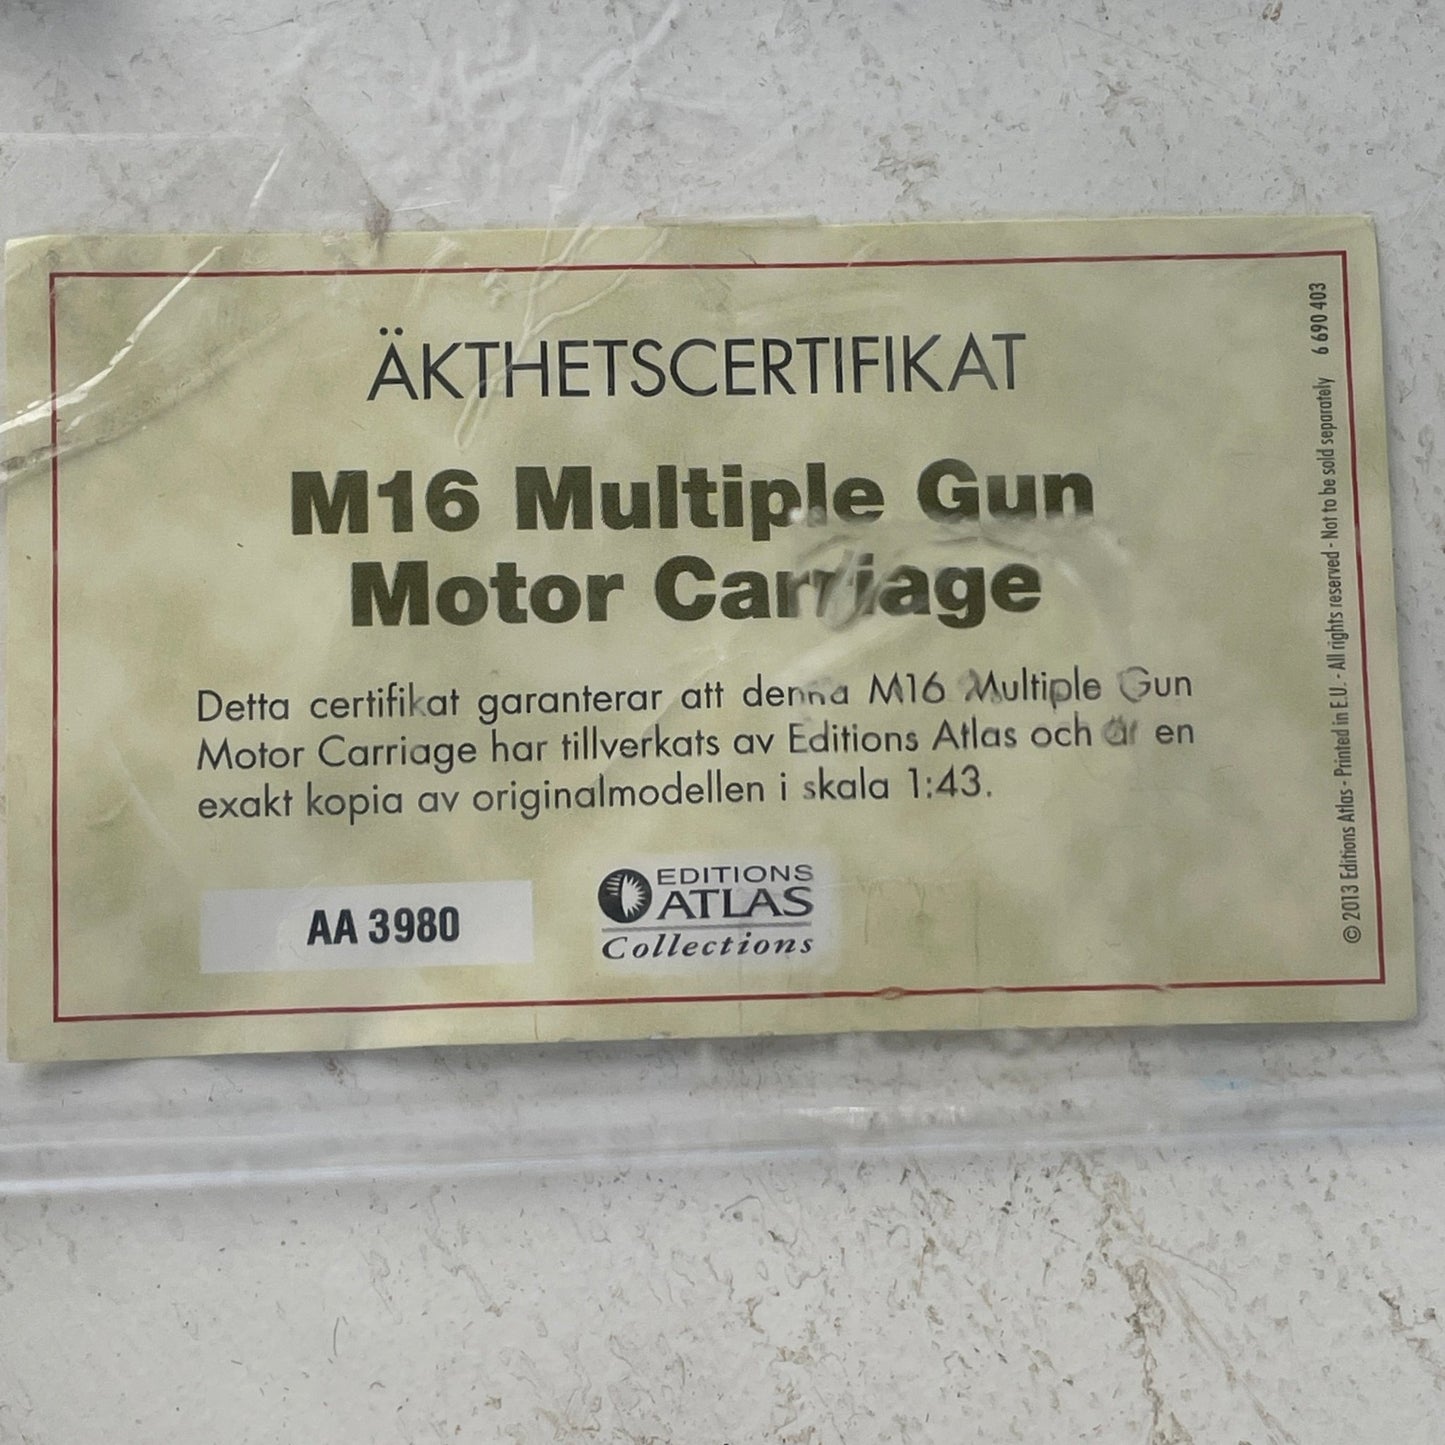 ÄKTHETSCERTIFIKAT
M16 Multiple Gun
Motor Carriage
Detta certifikat garanterar att denna M16 Multiple Gun
Motor Carriage har tillverkats av Editions Atlas och är en
exakt kopia av originalmodellen i skala 1:43.
AA 3980
EDITIONS
ATLAS
Collections
© 2013 Editions Atlas - Printed in E.U. - All rights reserved - Not to be sold separately 6 690 403